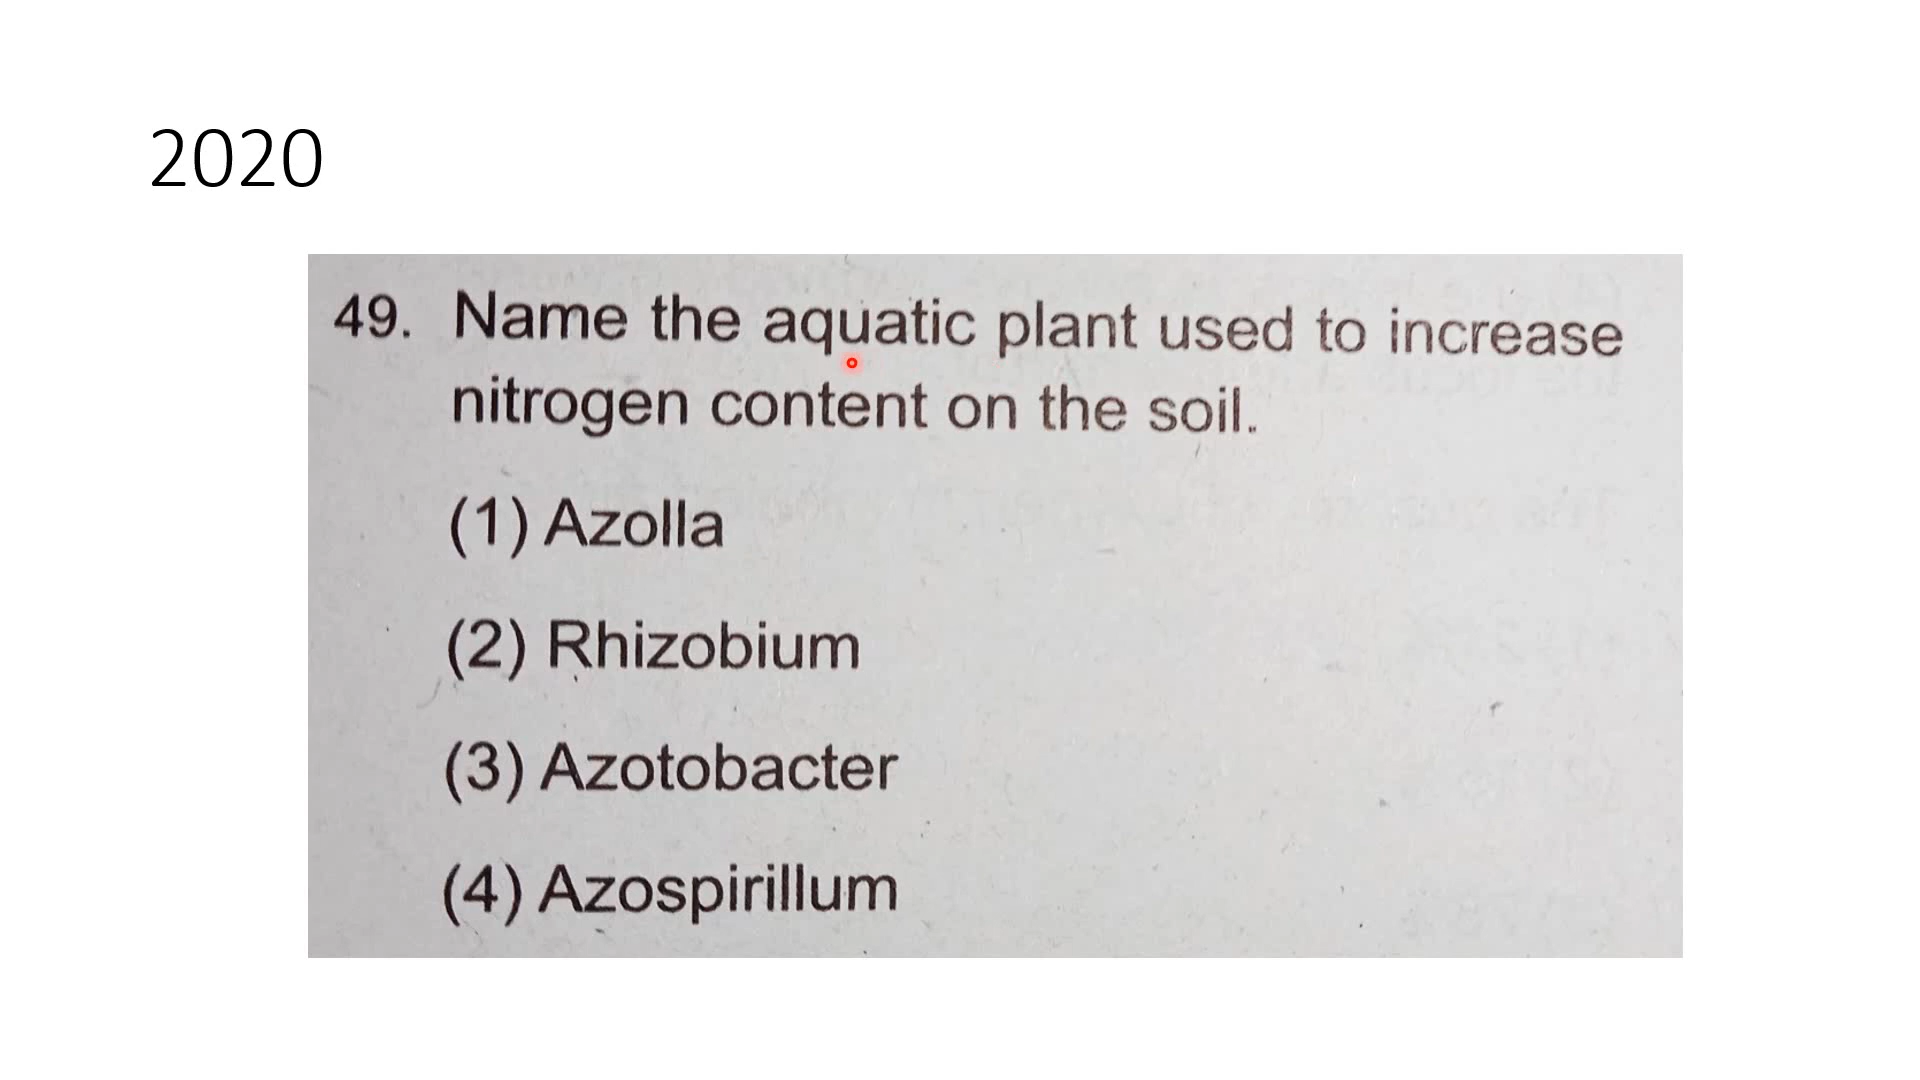 2020
49. Name the aquatic plant used to increase
nitrogen content on the soil.
(1) Azolla
(2) Rhizobium
(3) Azotobacter
(4) Azospirillum